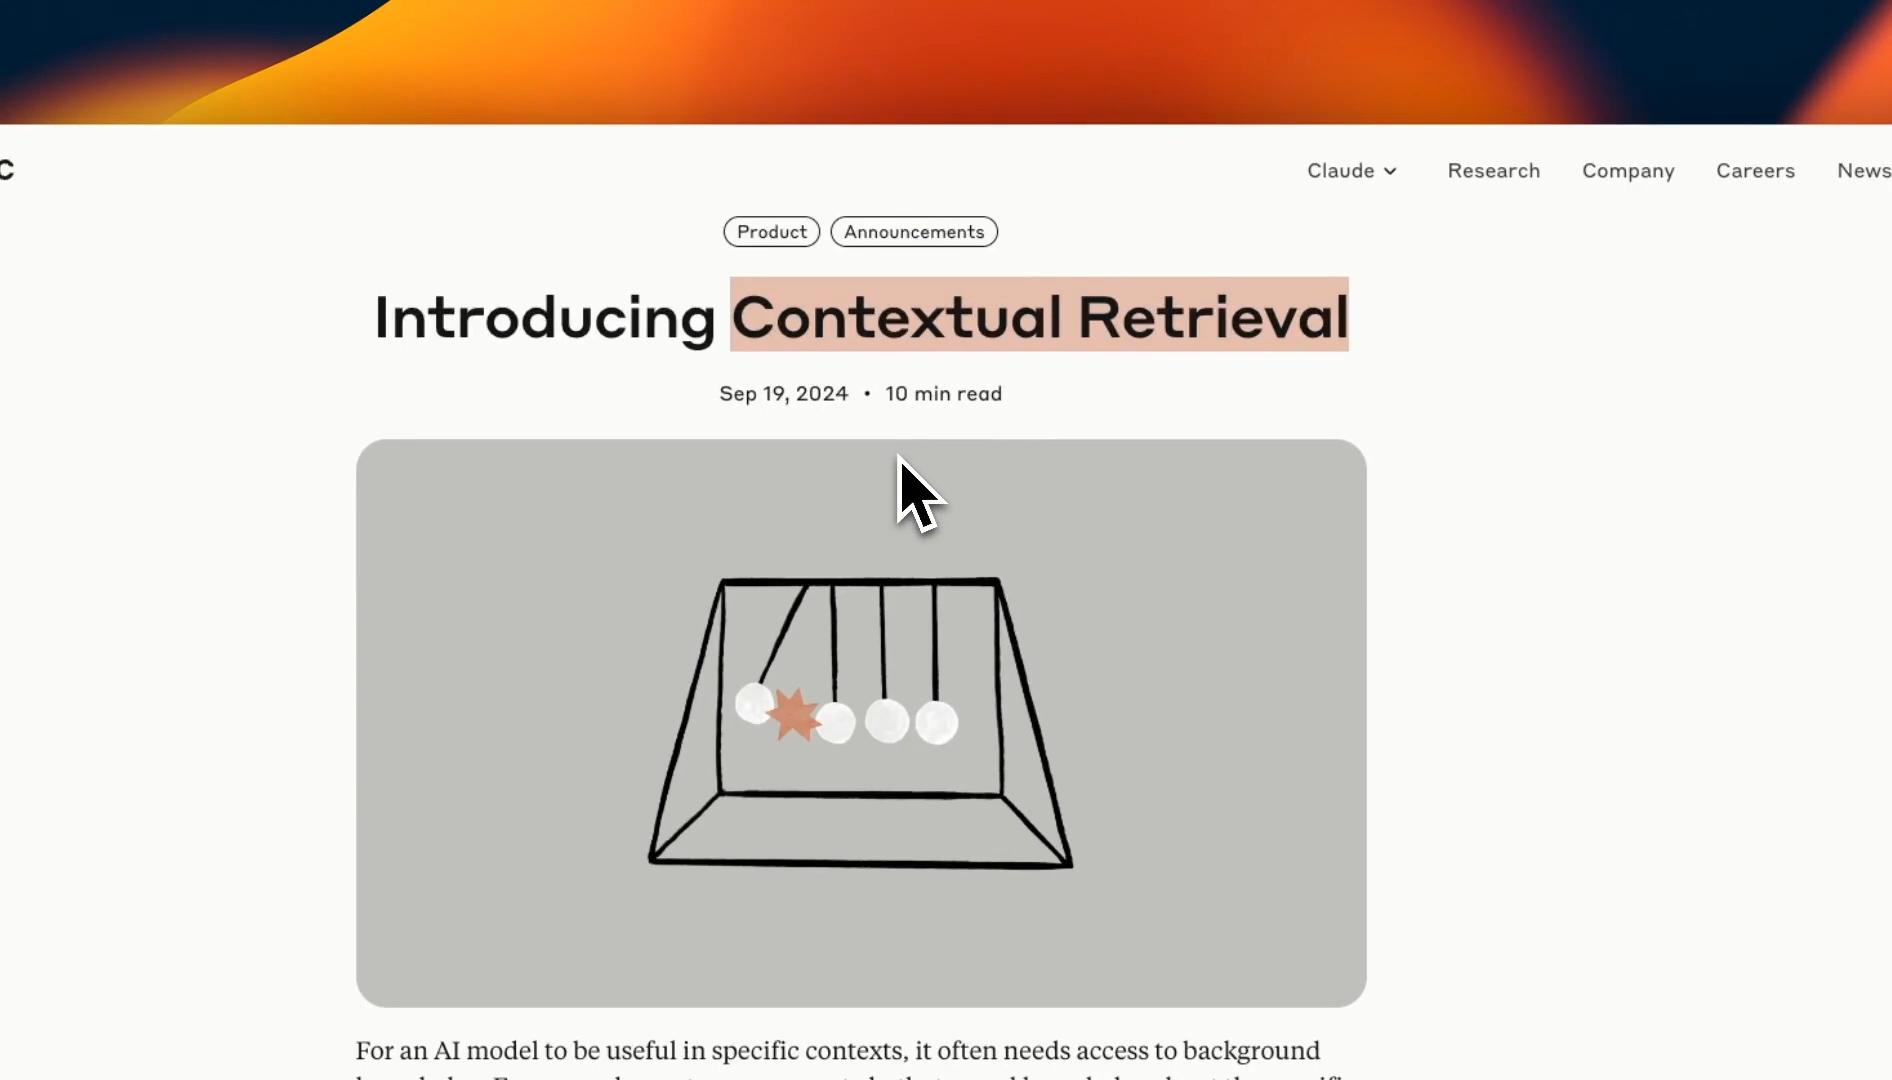 C
Claude Research Company Careers News
Product Announcements
Introducing Contextual Retrieval
Sep 19, 2024 • 10 min read
For an AI model to be useful in specific contexts, it often needs access to background